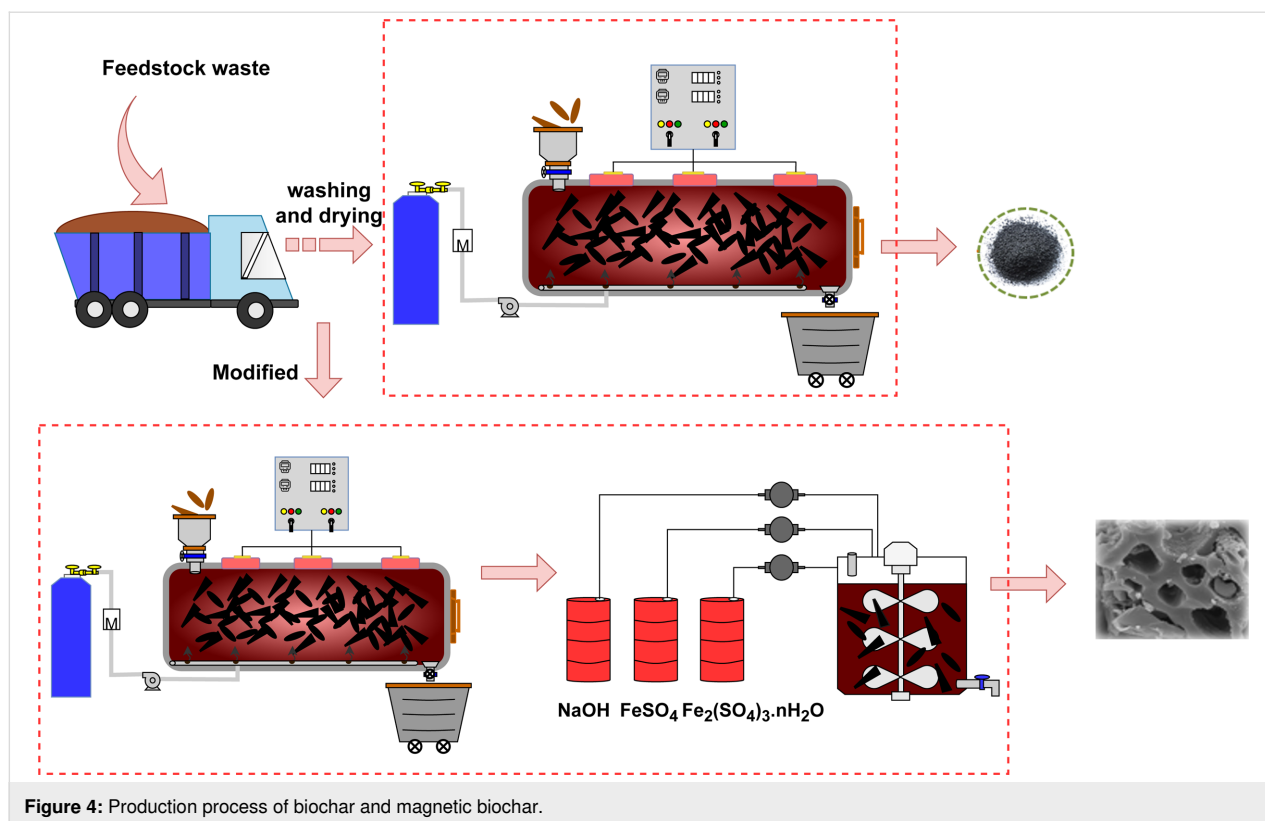 Feedstock waste
washing
and drying
M
Modified
M
NaOH FeSO₄ Fe₂(SO₄)₃.nH₂O
Figure 4: Production process of biochar and magnetic biochar.